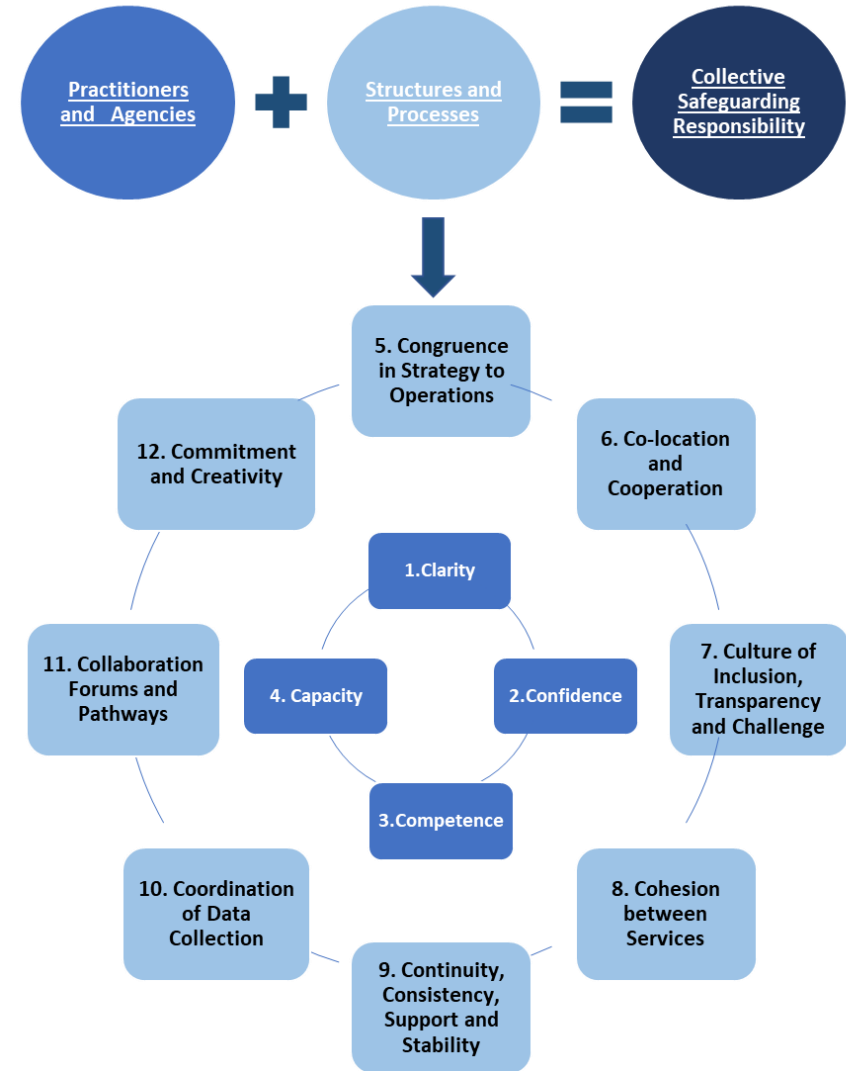 Practitioners
and   Agencies
Structures and
Processes
Collective
Safeguarding
Responsibility
5. Congruence
in Strategy to
Operations
12. Commitment
and Creativity
6. Co-location
and
Cooperation
1.Clarity
11. Collaboration
Forums and
Pathways
4. Capacity
2.Confidence
7. Culture of
Inclusion,
Transparency
and Challenge
3.Competence
10. Coordination
of Data
Collection
8. Cohesion
between
Services
9. Continuity,
Consistency,
Support and
Stability